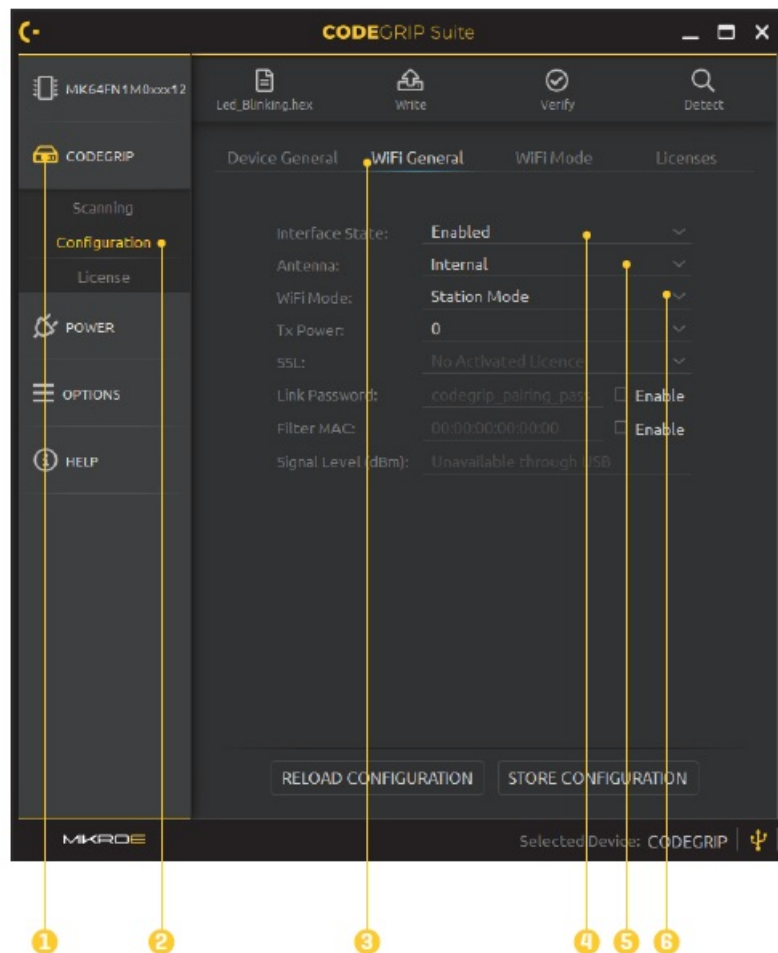 CODEGRIP Suite
MK64FN1M0xxx12
Led_Blinking.hex
Write
Verify
Detect
CODEGRIP
Scanning
Configuration
License
POWER
OPTIONS
HELP
Device General
WiFi General
WiFi Mode
Licenses
Interface State: Enabled
Antenna: Internal
WiFi Mode: Station Mode
Tx Power: 0
SSL: No Activated Licence
Link Password: codegrip_pairing_pass Enable
Filter MAC: 00:00:00:00:00:00 Enable
Signal Level (dBm): Unavailable through USB
RELOAD CONFIGURATION
STORE CONFIGURATION
MIKROE
Selected Device: CODEGRIP
1 2 3 4 5 6